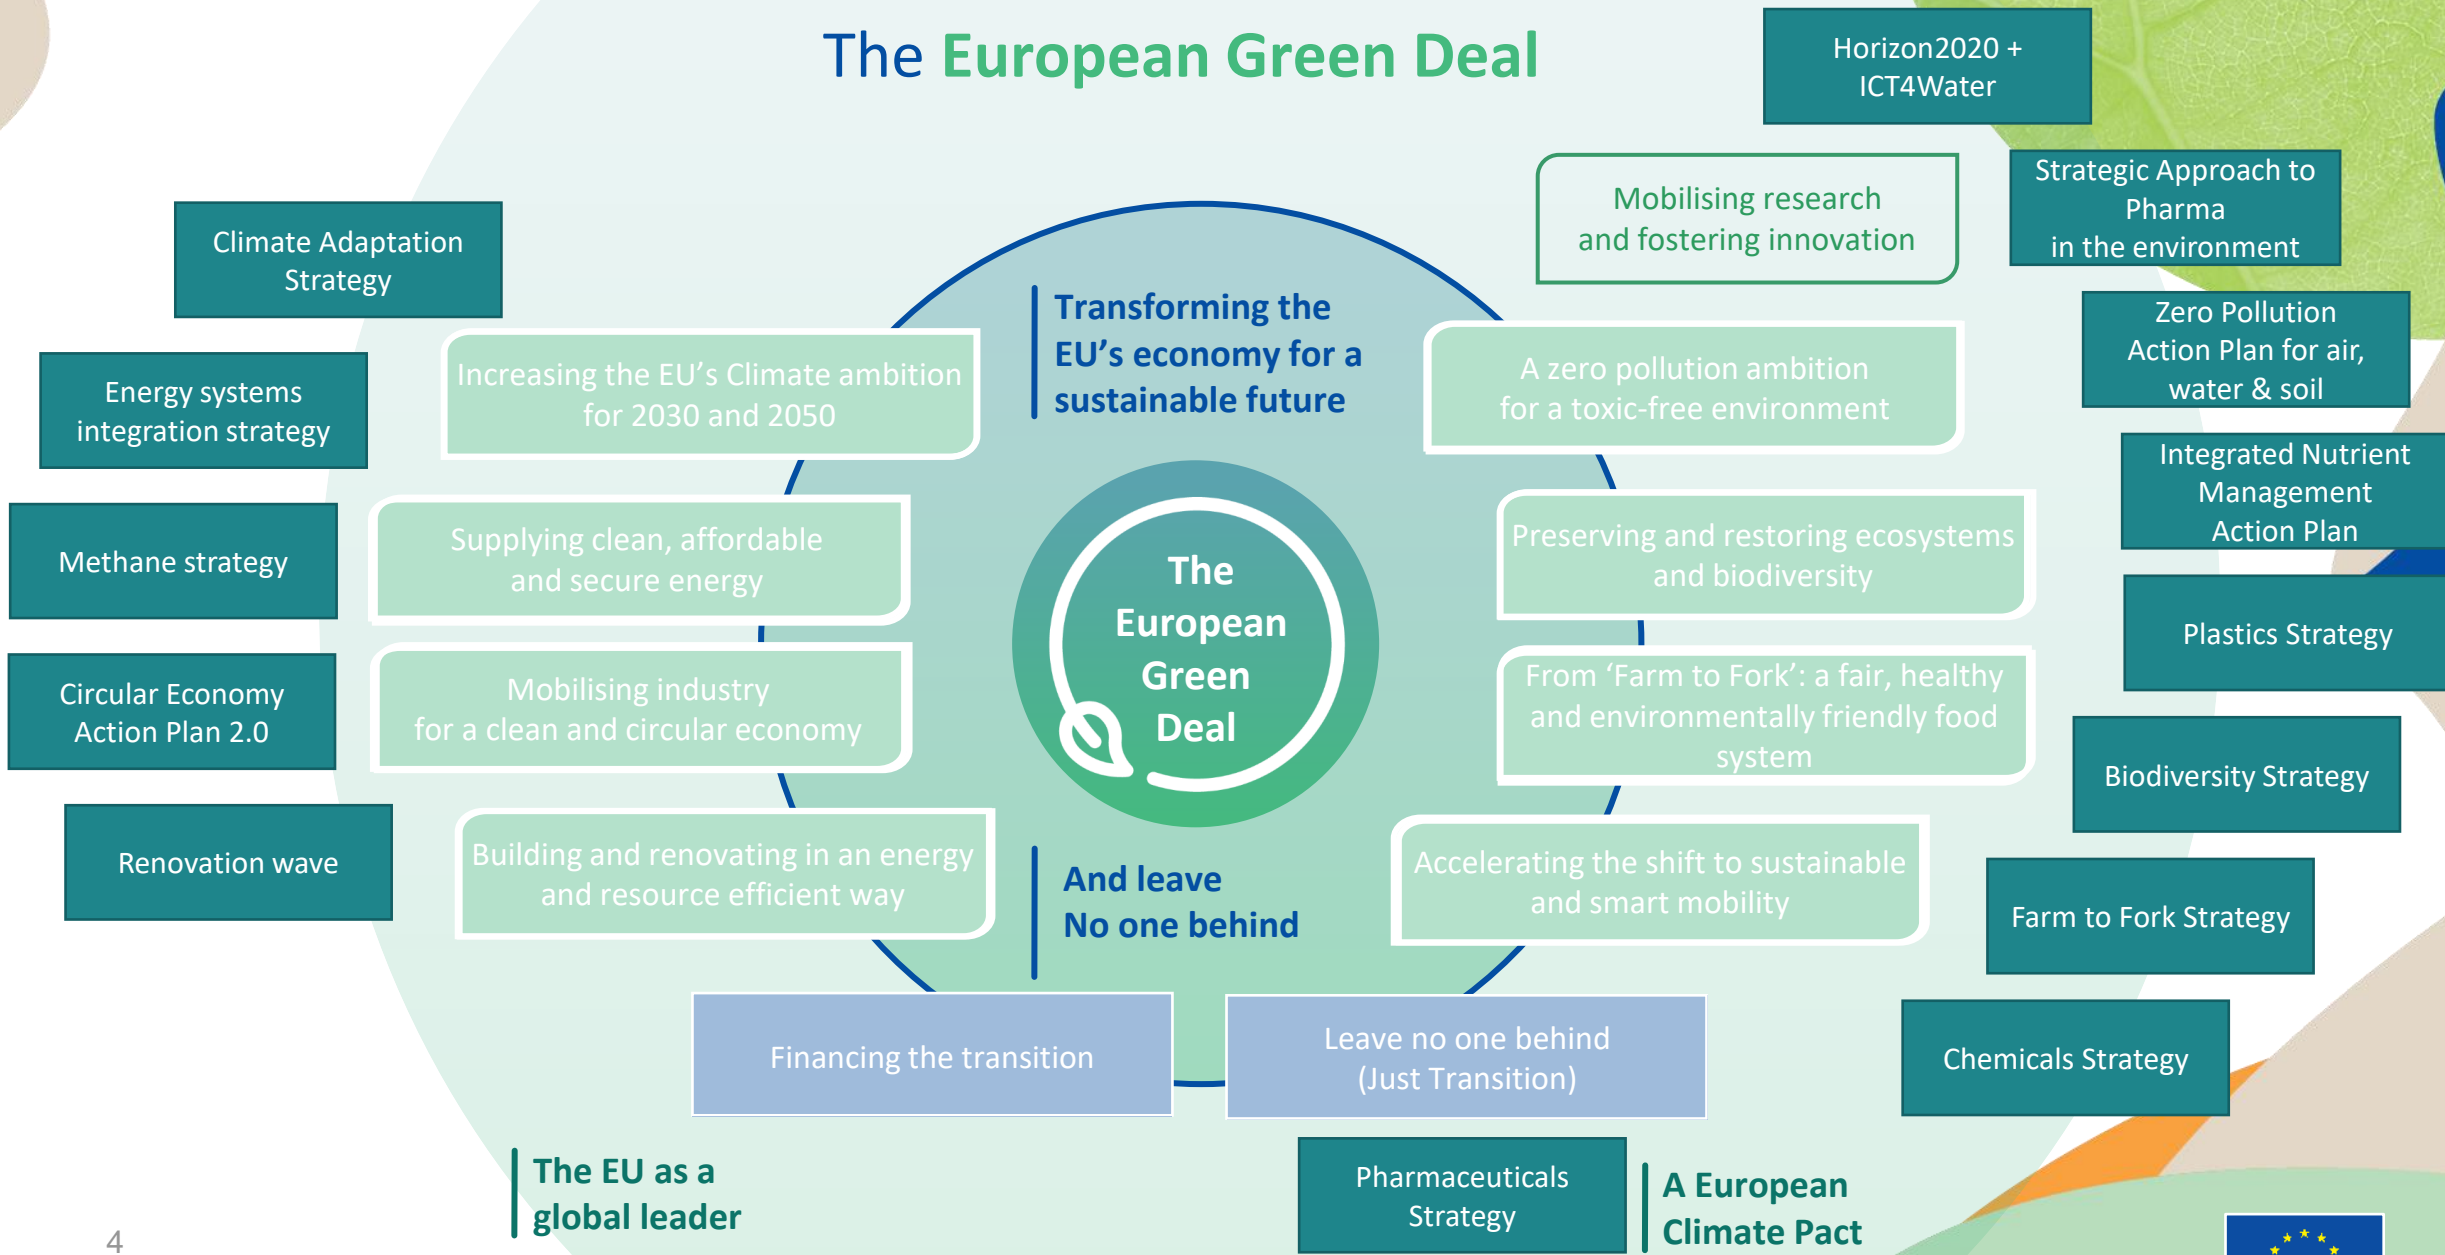 The European Green Deal
Horizon2020 +
ICT4Water
Mobilising research
and fostering innovation
Strategic Approach to
Pharma
in the environment
Climate Adaptation
Strategy
Transforming the
EU's economy for a
sustainable future
Zero Pollution
Action Plan for air,
water & soil
Energy systems
integration strategy
Increasing the EU's Climate ambition
for 2030 and 2050
A zero pollution ambition
for a toxic-free environment
Integrated Nutrient
Management
Action Plan
Methane strategy
Supplying clean, affordable
and secure energy
The
European
Green
Deal
Preserving and restoring ecosystems
and biodiversity
Plastics Strategy
Circular Economy
Action Plan 2.0
Mobilising industry
for a clean and circular economy
From ‘Farm to Fork’: a fair, healthy
and environmentally friendly food
system
Biodiversity Strategy
Renovation wave
Building and renovating in an energy
and resource efficient way
And leave
No one behind
Accelerating the shift to sustainable
and smart mobility
Farm to Fork Strategy
Financing the transition
Leave no one behind
(Just Transition)
Chemicals Strategy
The EU as a
global leader
Pharmaceuticals
Strategy
A European
Climate Pact
4